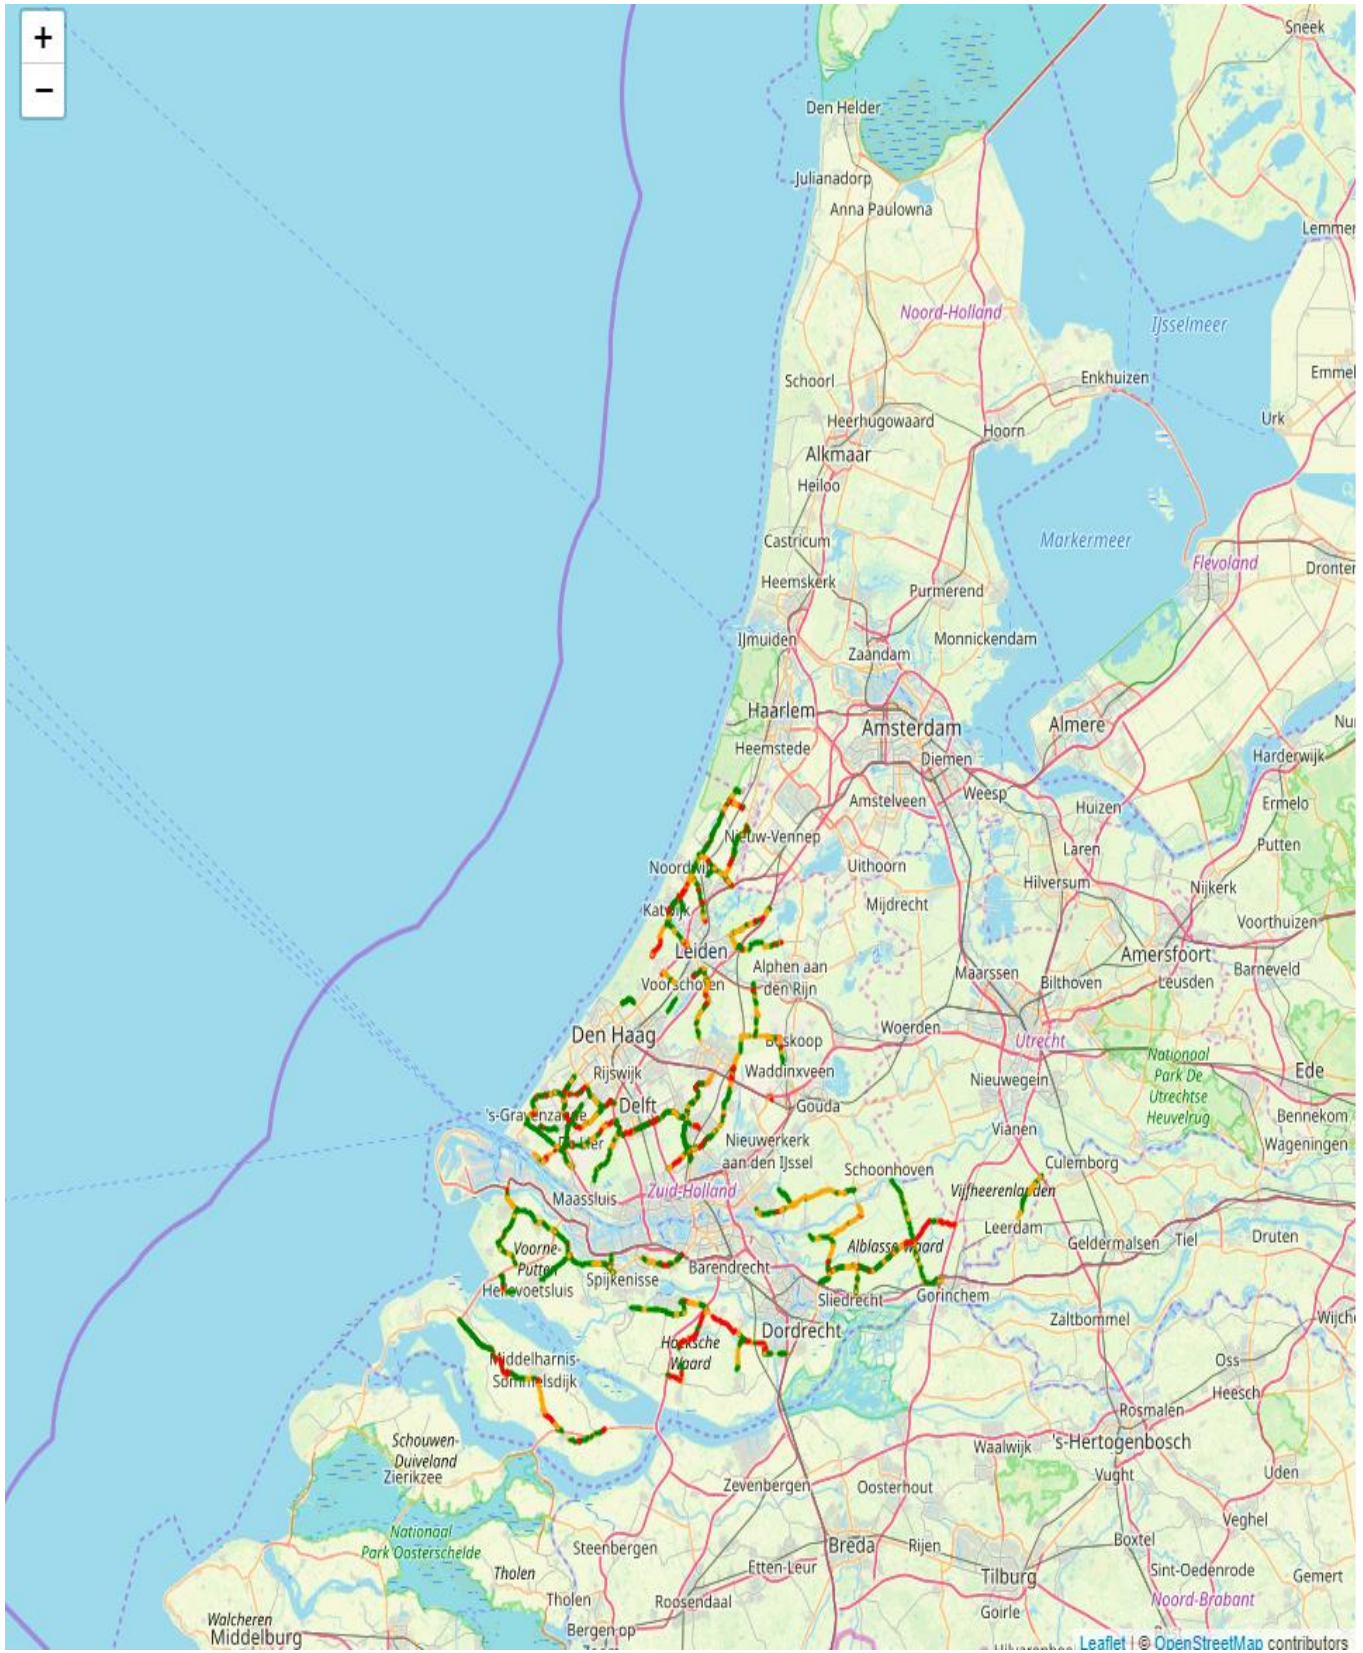 +
−
Sneek
Den Helder
Julianadorp
Anna Paulowna
Lemmer
Noord-Holland
IJsselmeer
Schoorl
Enkhuizen
Emmel
Heerhugowaard
Hoorn
Urk
Alkmaar
Heiloo
Castricum
Markermeer
Flevoland
Dronter
Heemskerk
Purmerend
IJmuiden
Monnickendam
Zaandam
Haarlem
Amsterdam
Almere
Nu
Heemstede
Diemen
Harderwijk
Weesp
Amstelveen
Huizen
Ermelo
Nieuw-Vennep
Laren
Putten
Noordwijk
Uithoorn
Hilversum
Nijkerk
Katwijk
Mijdrecht
Voorthuizen
Leiden
Amersfoort
Alphen aan
den Rijn
Maarssen
Bilthoven
Leusden
Barneveld
Voorschoten
Den Haag
Woerden
Boskoop
Utrecht
Rijswijk
Waddinxveen
Nieuwegein
Nationaal
Park De
Utrechtse
Heuvelrug
Ede
's-Gravenzande
Delft
Gouda
Bennekom
De Lier
Nieuwerkerk
aan den IJssel
Vianen
Wageningen
Schoonhoven
Culemborg
Maassluis
Zuid-Holland
Vijfheerenlanden
Leerdam
Geldermalsen
Tiel
Druten
Voorne-
Putten
Alblasserwaard
Spijkenisse
Barendrecht
Hellevoetsluis
Sliedrecht
Gorinchem
Zaltbommel
Wijche
Dordrecht
Hoeksche
Waard
Middelharnis-
Sommelsdijk
Oss
Heesch
Rosmalen
Schouwen-
Duiveland
Zierikzee
Waalwijk
's-Hertogenbosch
Vught
Uden
Zevenbergen
Oosterhout
Veghel
Nationaal
Park Oosterschelde
Steenbergen
Breda
Rijen
Boxtel
Tholen
Etten-Leur
Tilburg
Sint-Oedenrode
Gemert
Tholen
Roosendaal
Goirle
Noord-Brabant
Walcheren
Middelburg
Bergen op
Leaflet | © OpenStreetMap contributors